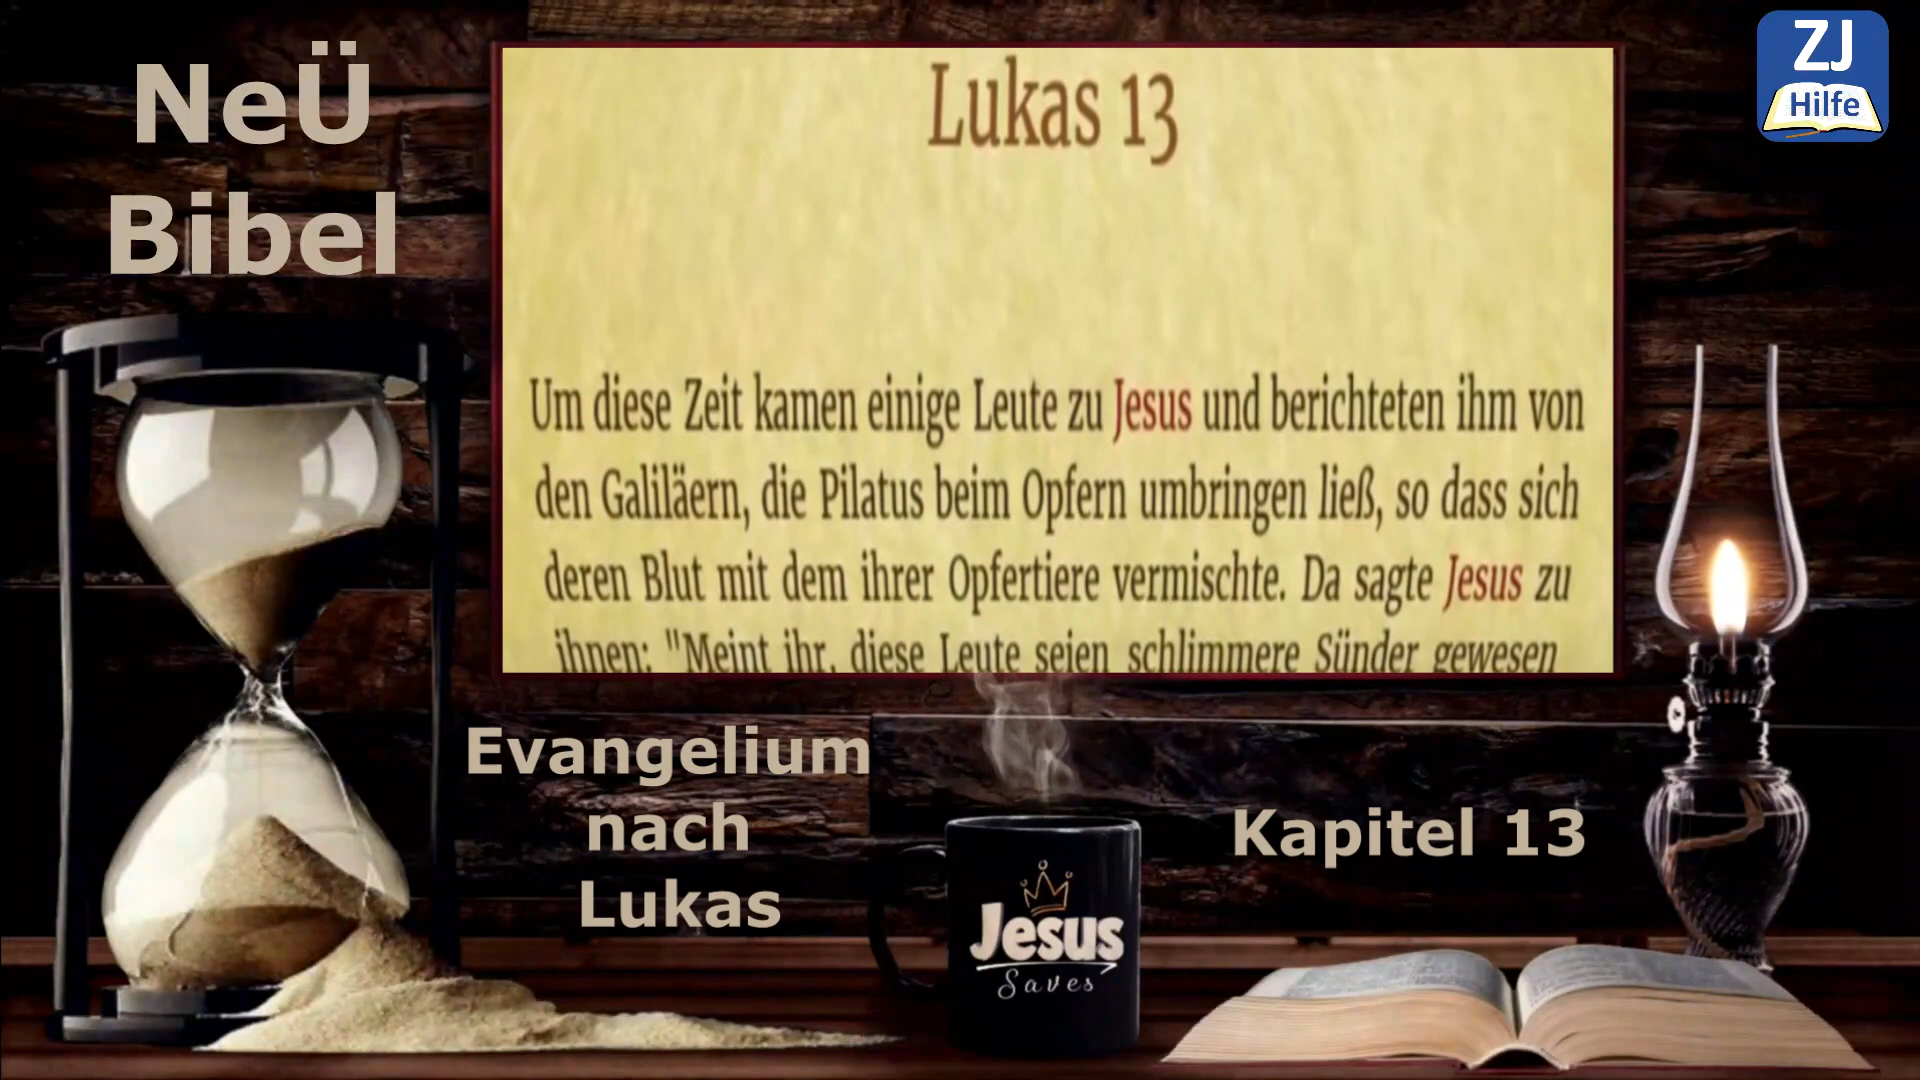 NeÜ
Bibel
ZJ
Hilfe
Lukas 13
Um diese Zeit kamen einige Leute zu Jesus und berichteten ihm von
den Galiläern, die Pilatus beim Opfern umbringen ließ, so dass sich
deren Blut mit dem ihrer Opfertiere vermischte. Da sagte Jesus zu
ihnen: "Meint ihr, diese Leute seien schlimmere Sünder gewesen
Evangelium
nach
Lukas
Kapitel 13
Jesus
Saves